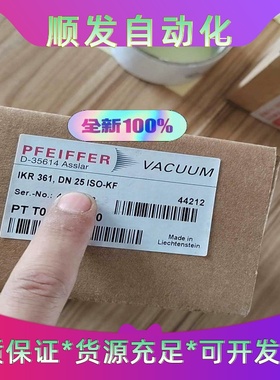 顺发自动化
全新100%
PFEIFFER VACUUM
D-35614 Asslar
IKR 361, DN 25 ISO-KF
Ser.-No.: 44212
PT T0 0
Made in
Liechtenstein
质保证*货源充足*可开发